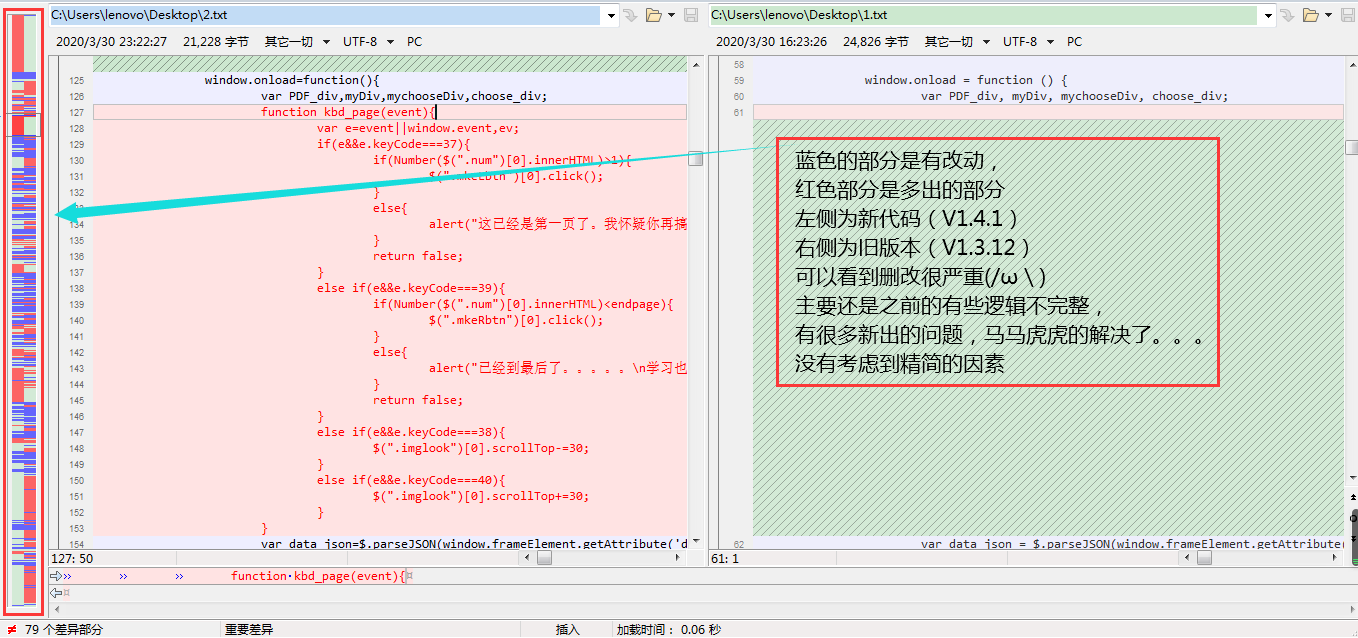 C:\Users\lenovo\Desktop\2.txt
C:\Users\lenovo\Desktop\1.txt
2020/3/30 23:22:27 21,228 字节 其它一切 UTF-8 PC
2020/3/30 16:23:26 24,826 字节 其它一切 UTF-8 PC
125 window.onload=function(){
126 var PDF_div,myDiv,mychooseDiv,choose_div;
127 function kbd_page(event){
128 var e=event||window.event,ev;
129 if(e&&e.keyCode===37){
130 if(Number($(".num")[0].innerHTML)>1){
131 $(".mkeLbtn")[0].click();
132 }
133 else{
134 alert("这已经是第一页了。我怀疑你再搞
135 }
136 return false;
137 }
138 else if(e&&e.keyCode===39){
139 if(Number($(".num")[0].innerHTML)<endpage){
140 $(".mkeRbtn")[0].click();
141 }
142 else{
143 alert("已经到最后了。。。。。\n学习也
144 }
145 return false;
146 }
147 else if(e&&e.keyCode===38){
148 $(".imglook")[0].scrollTop-=30;
149 }
150 else if(e&&e.keyCode===40){
151 $(".imglook")[0].scrollTop+=30;
152 }
153 }
154 var data json=$.parseJSON(window.frameElement.getAttribute('d
58
59 window.onload = function () {
60 var PDF_div, myDiv, mychooseDiv, choose_div;
61
62 var data json = $.parseJSON(window.frameElement.getAttribute(
蓝色的部分是有改动，
红色部分是多出的部分
左侧为新代码（V1.4.1）
右侧为旧版本（V1.3.12）
可以看到删改很严重(/ω＼)
主要还是之前的有些逻辑不完整，
有很多新出的问题，马马虎虎的解决了。。。
没有考虑到精简的因素
127: 50
61: 1
function·kbd_page(event){
79 个差异部分 重要差异 插入 加载时间： 0.06 秒